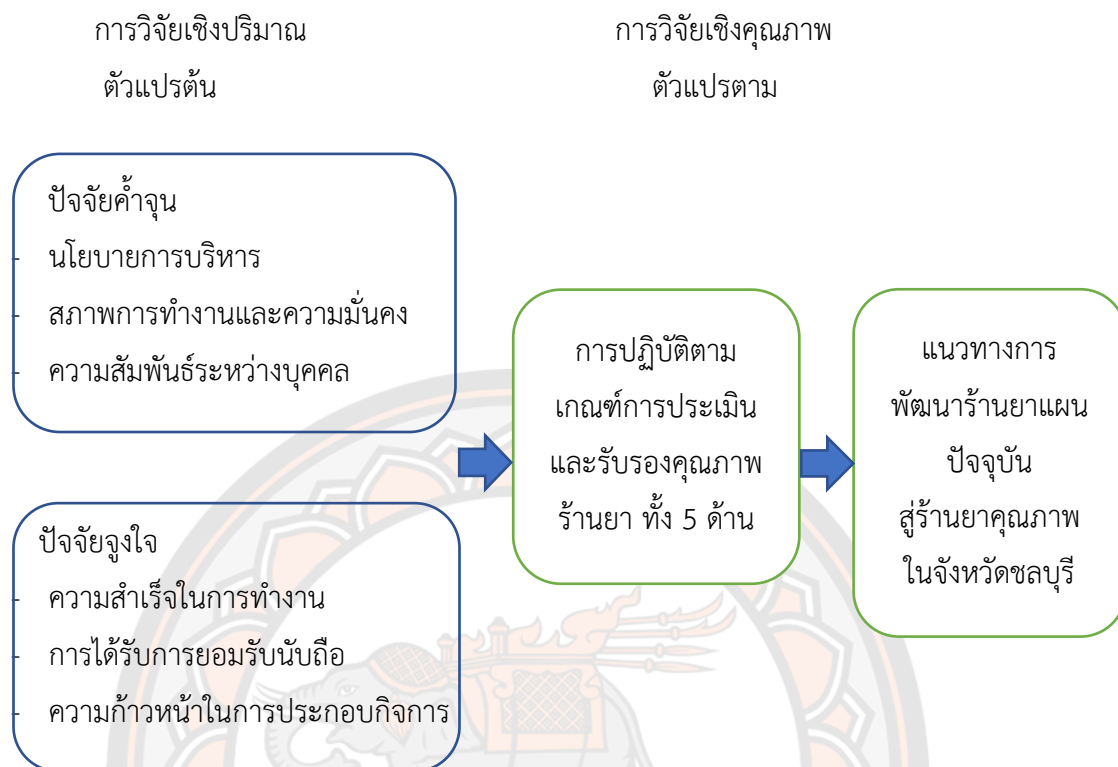 การวิจัยเชิงปริมาณ
ตัวแปรต้น
การวิจัยเชิงคุณภาพ
ตัวแปรตาม
ปัจจัยค้ำจุน
- นโยบายการบริหาร
- สภาพการทำงานและความมั่นคง
- ความสัมพันธ์ระหว่างบุคคล
ปัจจัยจูงใจ
- ความสำเร็จในการทำงาน
- การได้รับการยอมรับนับถือ
- ความก้าวหน้าในการประกอบกิจการ
การปฏิบัติตาม
เกณฑ์การประเมิน
และรับรองคุณภาพ
ร้านยา ทั้ง 5 ด้าน
แนวทางการ
พัฒนาร้านยาแผน
ปัจจุบัน
สู่ร้านยาคุณภาพ
ในจังหวัดชลบุรี